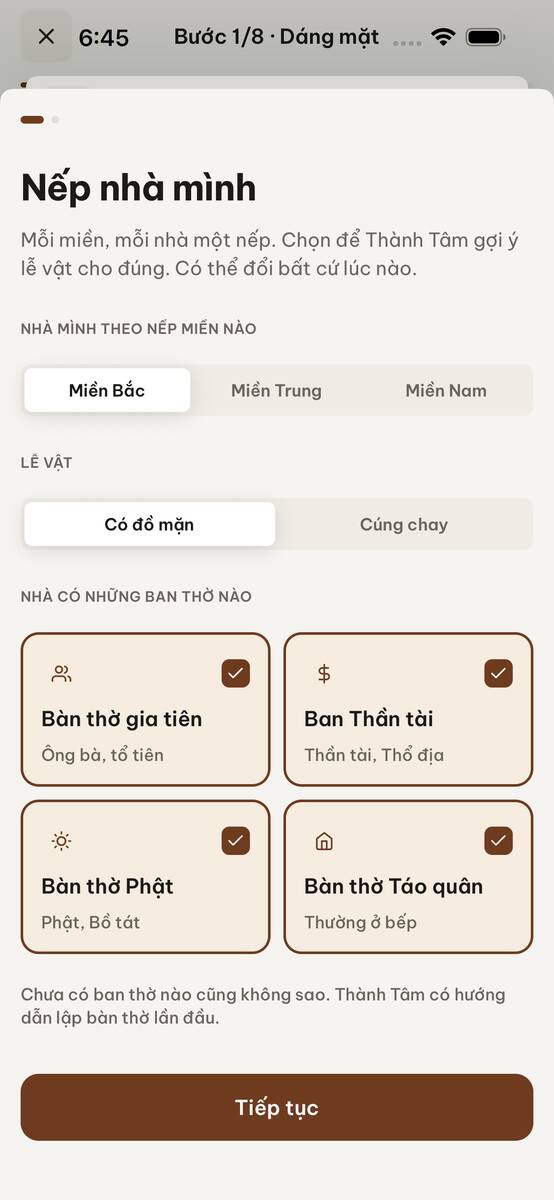 6:45
Bước 1/8 · Dáng mặt
Nếp nhà mình
Mỗi miền, mỗi nhà một nếp. Chọn để Thành Tâm gợi ý
lễ vật cho đúng. Có thể đổi bất cứ lúc nào.
NHÀ MÌNH THEO NẾP MIỀN NÀO
Miền Bắc
Miền Trung
Miền Nam
LỄ VẬT
Có đồ mặn
Cúng chay
NHÀ CÓ NHỮNG BAN THỜ NÀO
Bàn thờ gia tiên
Ông bà, tổ tiên
Ban Thần tài
Thần tài, Thổ địa
Bàn thờ Phật
Phật, Bồ tát
Bàn thờ Táo quân
Thường ở bếp
Chưa có ban thờ nào cũng không sao. Thành Tâm có hướng
dẫn lập bàn thờ lần đầu.
Tiếp tục